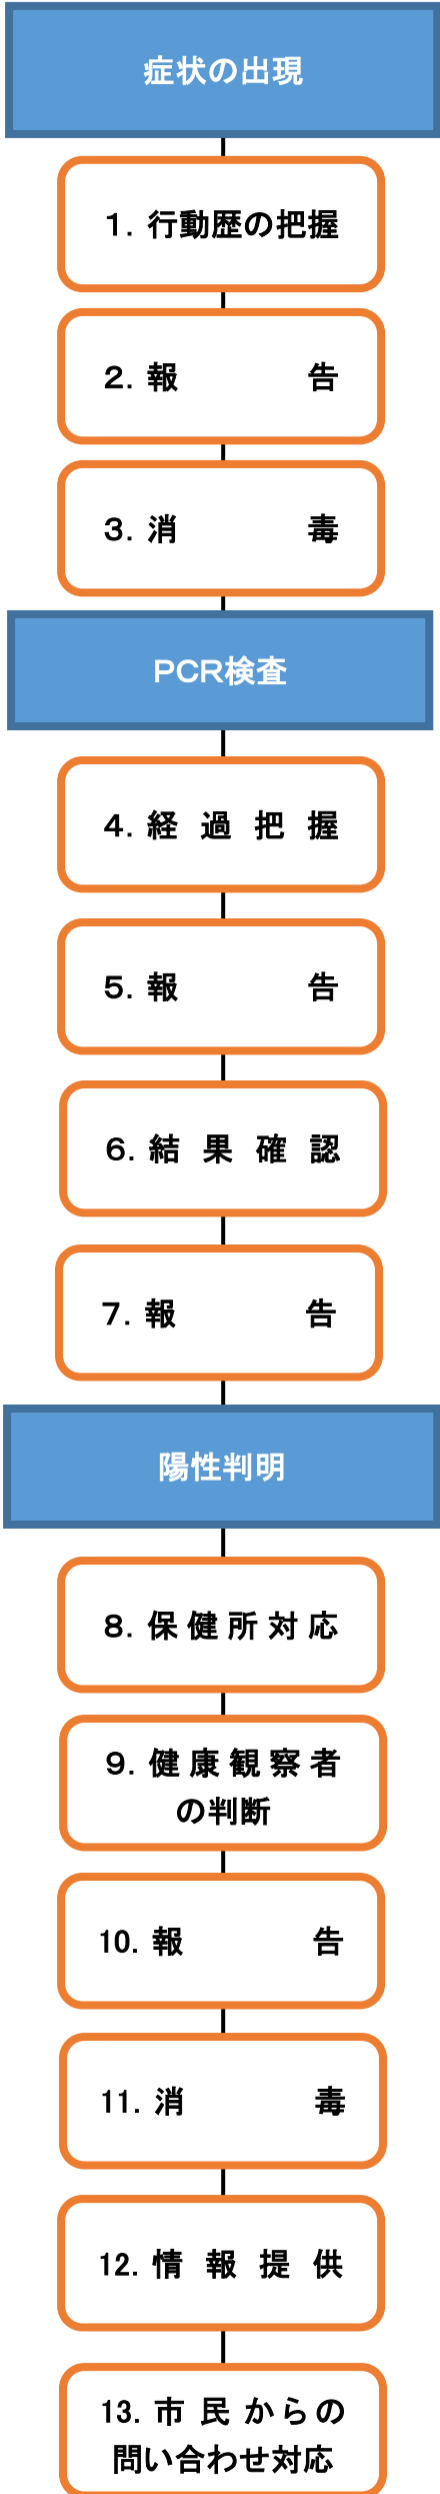 症状の出現
1. 行動歴の把握
2. 報告
3. 消毒
PCR検査
4. 経過把握
5. 報告
6. 結果確認
7. 報告
陽性判明
8. 保健所対応
9. 健康観察者
の判断
10. 報告
11. 消毒
12. 情報提供
13. 市民からの
問い合わせ対応